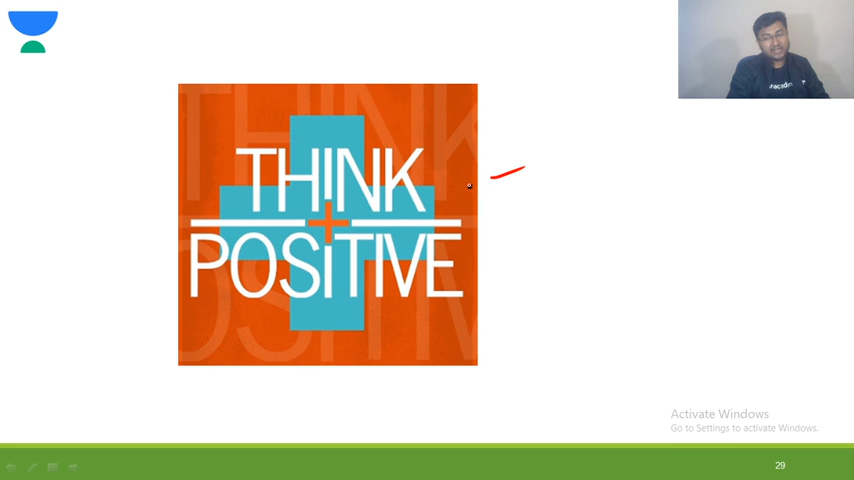 THINK
+
POSITIVE
Activate Windows
Go to Settings to activate Windows.
29